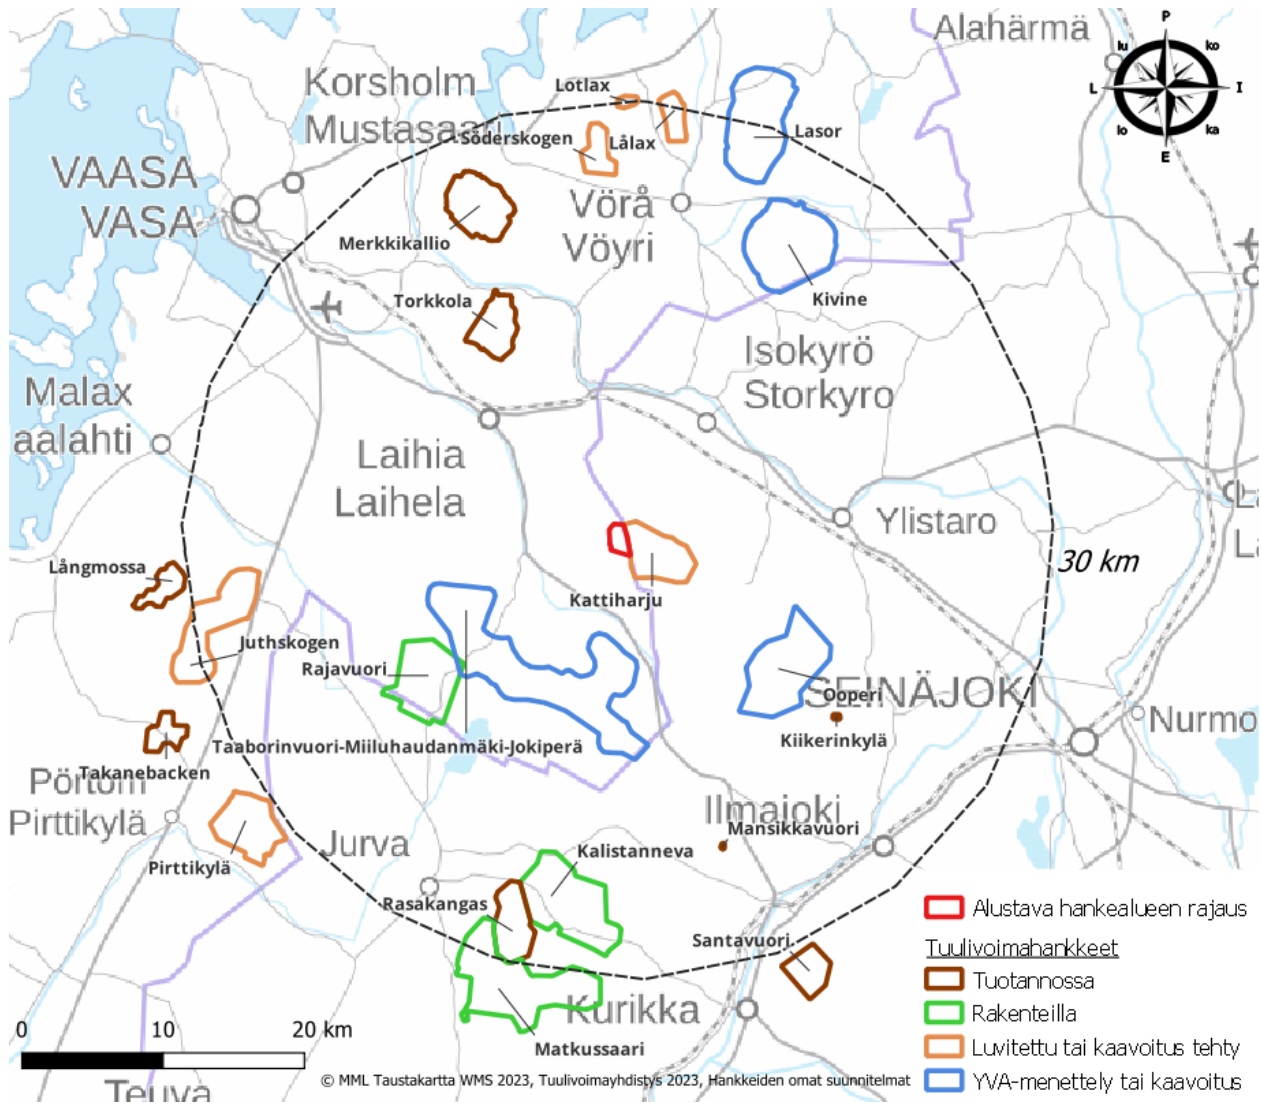 Alahärmä
P
lu
ko
L
I
lo
ka
E
Korsholm
Mustasaari
Lotlax
Söderskogen
Lålax
Lasor
VAASA
VASA
Vörå
Vöyri
Merkkikallio
Kivine
Torkkola
Isokyrö
Storkyro
Malax
aalahti
Laihia
Laihela
Ylistaro
30 km
Långmossa
Kattiharju
Juthskogen
Rajavuori
Ooperi
SEINÄJOKI
Nurmo
Kiikerinkylä
Taaborinvuori-Miiluhaudanmäki-Jokiperä
Takanebacken
Pörtom
Pirttikylä
Ilmajoki
Mansikkavuori
Jurva
Kalistanneva
Pirttikylä
Rasakangas
Santavuori
Kurikka
Matkussaari
Alustava hankealueen rajaus
Tuulivoimahankkeet
Tuotannossa
Rakenteilla
Luvitettu tai kaavoitus tehty
YVA-menettely tai kaavoitus
0 10 20 km
© MML Taustakartta WMS 2023, Tuulivoimayhdistys 2023, Hankkeiden omat suunnitelmat
Teuva